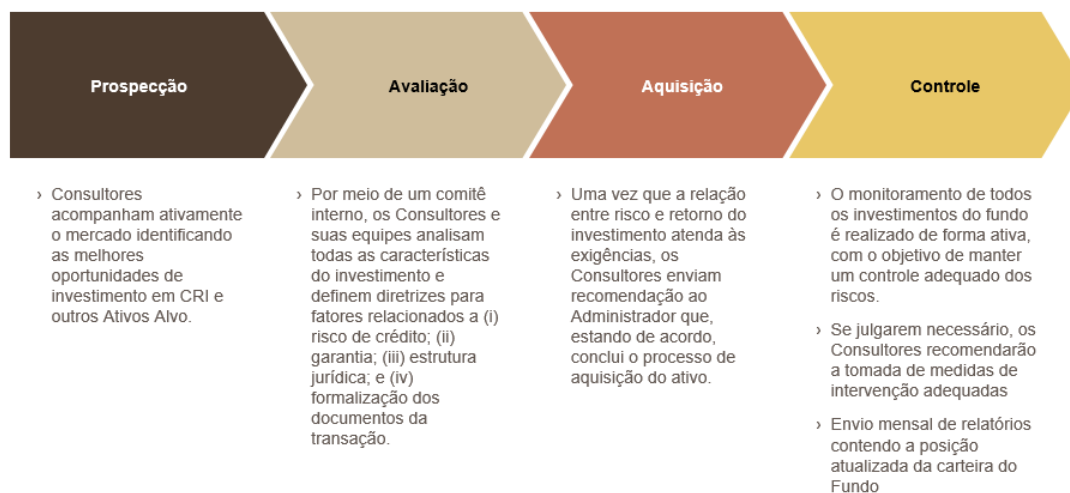 Prospecção
Avaliação
Aquisição
Controle
› Consultores
acompanham ativamente
o mercado identificando
as melhores
oportunidades de
investimento em CRI e
outros Ativos Alvo.
› Por meio de um comitê
interno, os Consultores e
suas equipes analisam
todas as características
do investimento e
definem diretrizes para
fatores relacionados a (i)
risco de crédito; (ii)
garantia; (iii) estrutura
jurídica; e (iv)
formalização dos
documentos da
transação.
› Uma vez que a relação
entre risco e retorno do
investimento atenda às
exigências, os
Consultores enviam
recomendação ao
Administrador que,
estando de acordo,
conclui o processo de
aquisição do ativo.
› O monitoramento de todos
os investimentos do fundo
é realizado de forma ativa,
com o objetivo de manter
um controle adequado dos
riscos.
› Se julgarem necessário, os
Consultores recomendarão
a tomada de medidas de
intervenção adequadas
› Envio mensal de relatórios
contendo a posição
atualizada da carteira do
Fundo